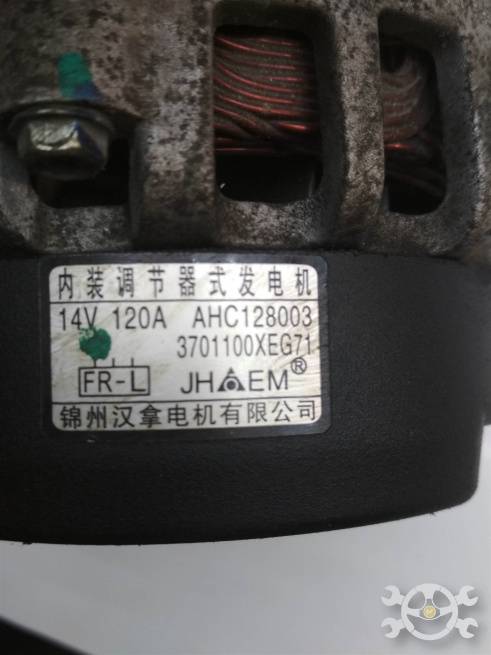 内装调节器式发电机
14V 120A AHC128003
3701100XEG71
FR-L JHEM®
锦州汉拿电机有限公司